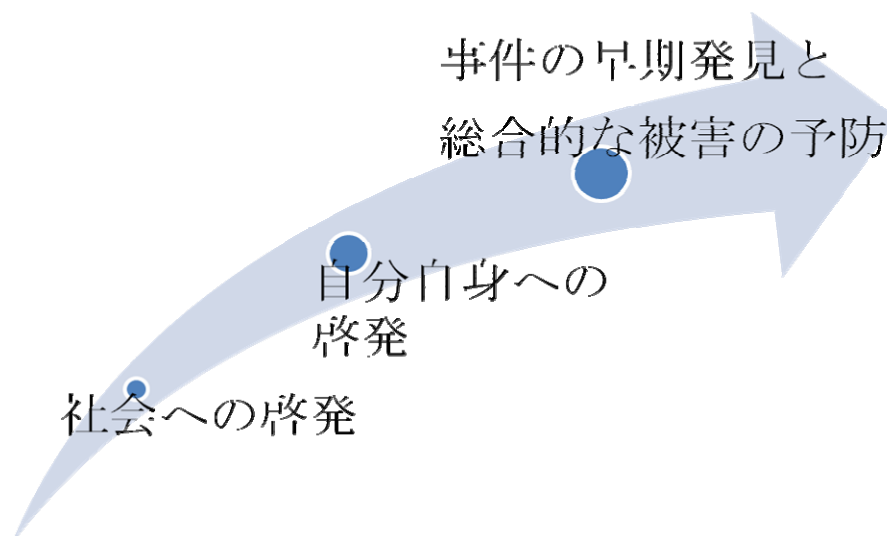 事件の早期発見と
総合的な被害の予防
自分自身への
啓発
社会への啓発